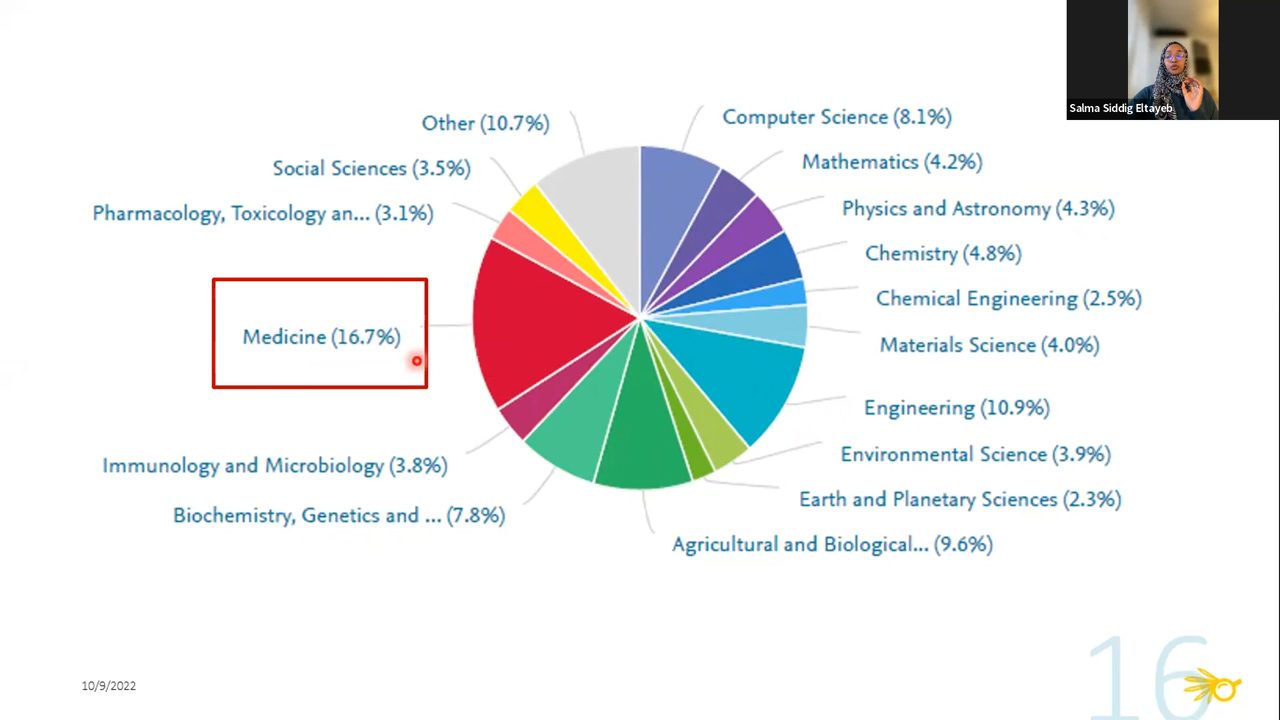 Salma Siddig Eltayeb
Other (10.7%)
Computer Science (8.1%)
Social Sciences (3.5%)
Mathematics (4.2%)
Pharmacology, Toxicology an... (3.1%)
Physics and Astronomy (4.3%)
Chemistry (4.8%)
Chemical Engineering (2.5%)
Medicine (16.7%)
Materials Science (4.0%)
Engineering (10.9%)
Environmental Science (3.9%)
Immunology and Microbiology (3.8%)
Earth and Planetary Sciences (2.3%)
Biochemistry, Genetics and ... (7.8%)
Agricultural and Biological... (9.6%)
10/9/2022
16